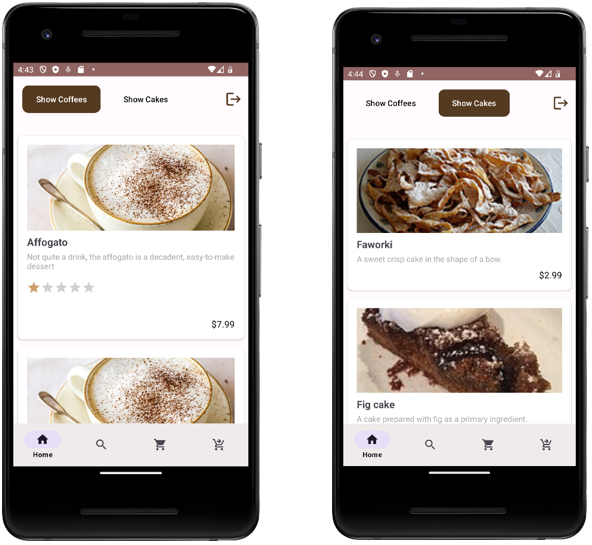 4:43
Show Coffees
Show Cakes
Affogato
Not quite a drink, the affogato is a decadent, easy-to-make
dessert
$7.99
Home
4:44
Show Coffees
Show Cakes
Faworki
A sweet crisp cake in the shape of a bow.
$2.99
Fig cake
A cake prepared with fig as a primary ingredient.
Home